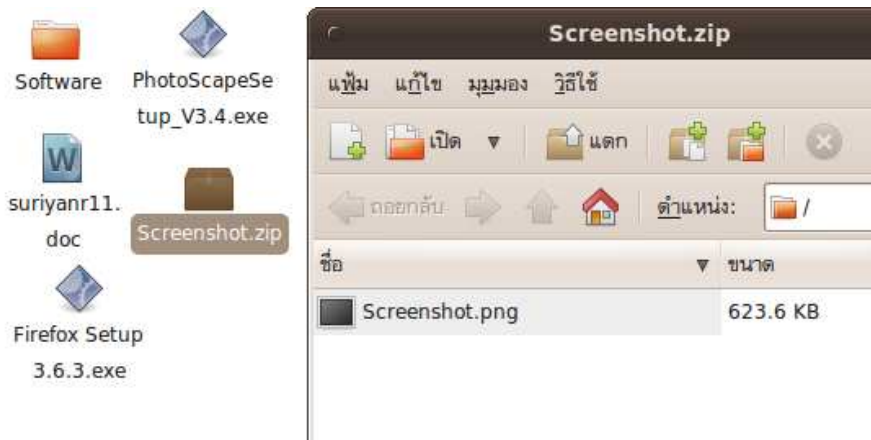 Software
PhotoScapeSe
tup_V3.4.exe
suriyanr11.
doc
Screenshot.zip
Firefox Setup
3.6.3.exe
Screenshot.zip
แฟ้ม แก้ไข มุมมอง วิธีใช้
เปิด แตก
ถอยกลับ ตำแหน่ง: /
ชื่อ ขนาด
Screenshot.png 623.6 KB